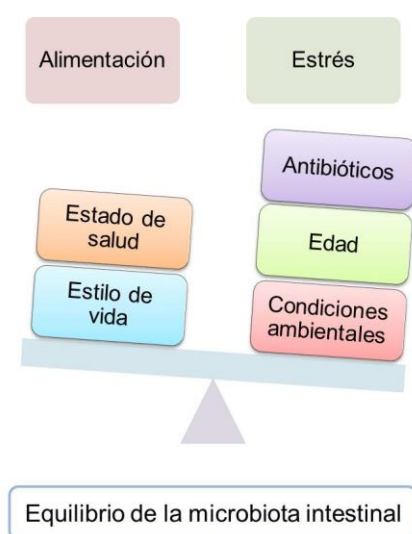 Alimentación
Estrés
Antibióticos
Estado de
salud
Edad
Estilo de
vida
Condiciones
ambientales
Equilibrio de la microbiota intestinal